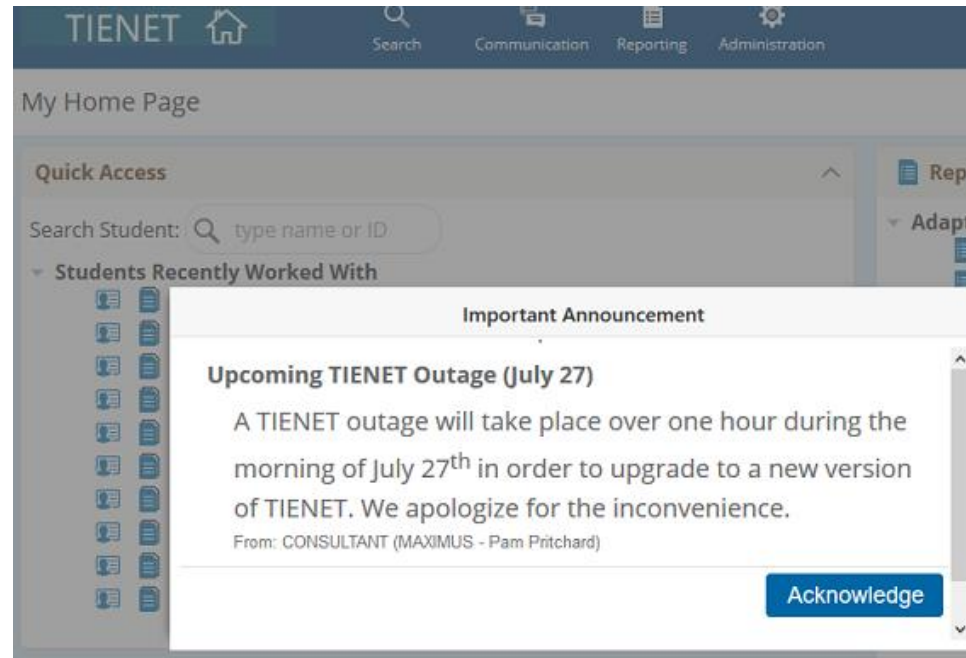 TIENET
Search Communication Reporting Administration
My Home Page
Quick Access
Rep
Search Student: type name or ID
Adapt
Students Recently Worked With
Important Announcement
Upcoming TIENET Outage (July 27)
A TIENET outage will take place over one hour during the
morning of July 27th in order to upgrade to a new version
of TIENET. We apologize for the inconvenience.
From: CONSULTANT (MAXIMUS - Pam Pritchard)
Acknowledge